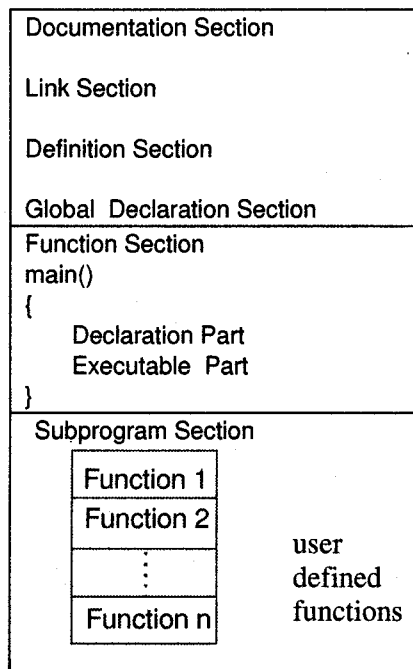 Documentation Section
Link Section
Definition Section
Global Declaration Section
Function Section
main()
{
Declaration Part
Executable Part
}
Subprogram Section
Function 1
Function 2
⋮
Function n
user
defined
functions